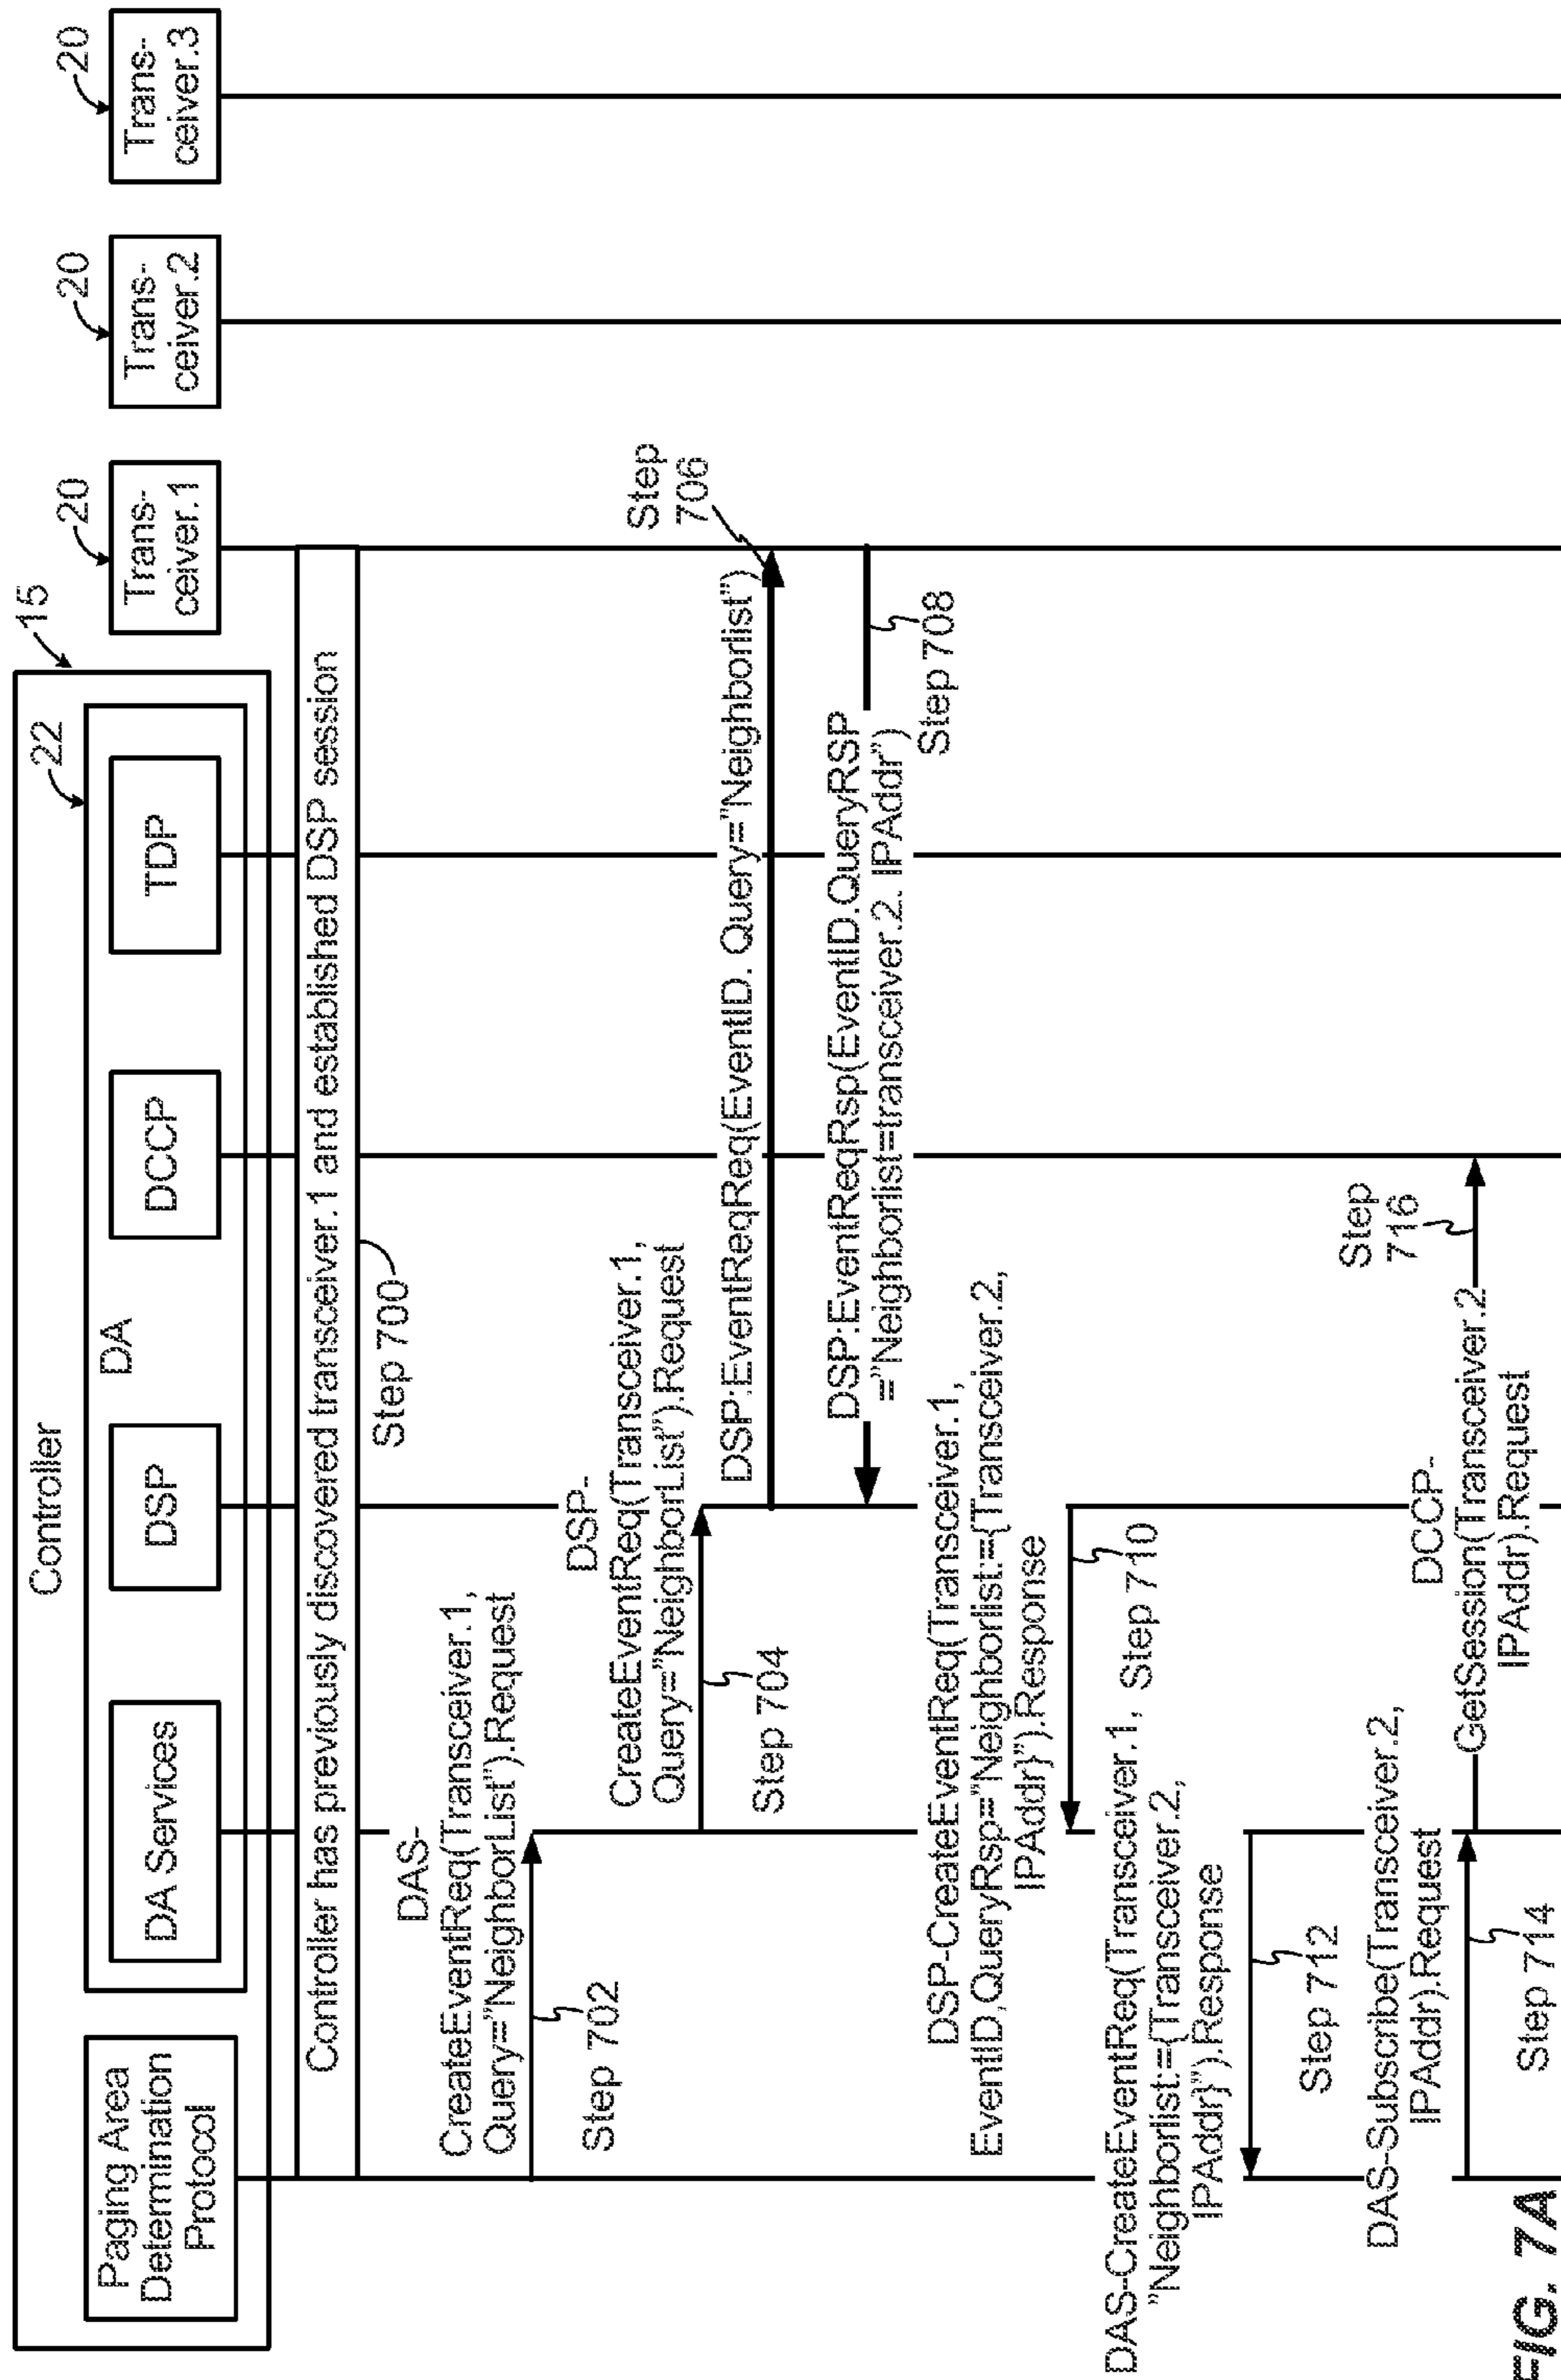 Controller
15
DA
22
Paging Area
Determination
Protocol
DA Services
DSP
DCCP
TDP
20
Trans-
ceiver.1
20
Trans-
ceiver.2
20
Trans-
ceiver.3
Controller has previously discovered transceiver.1 and established DSP session
Step 700
DAS-
CreateEventReq(Transceiver.1,
Query="NeighborList").Request
Step 702
DSP-
CreateEventReq(Transceiver.1,
Query="NeighborList").Request
Step 704
DSP:EventReqReq(EventID. Query="Neighborlist")
Step
706
DSP:EventReqRsp(EventID.QueryRSP
="Neighborlist=transceiver.2. IPAddr")
Step 708
DSP-CreateEventReq(Transceiver.1,
EventID,QueryRsp="Neighborlist:={Transceiver.2,
IPAddr}").Response
Step 710
DAS-CreateEventReq(Transceiver.1,
"Neighborlist:={Transceiver.2,
IPAddr}").Response
Step 712
DAS-Subscribe(Transceiver.2,
IPAddr).Request
Step 714
DCCP-
GetSession(Transceiver.2
IPAddr).Request
Step
716
FIG. 7A